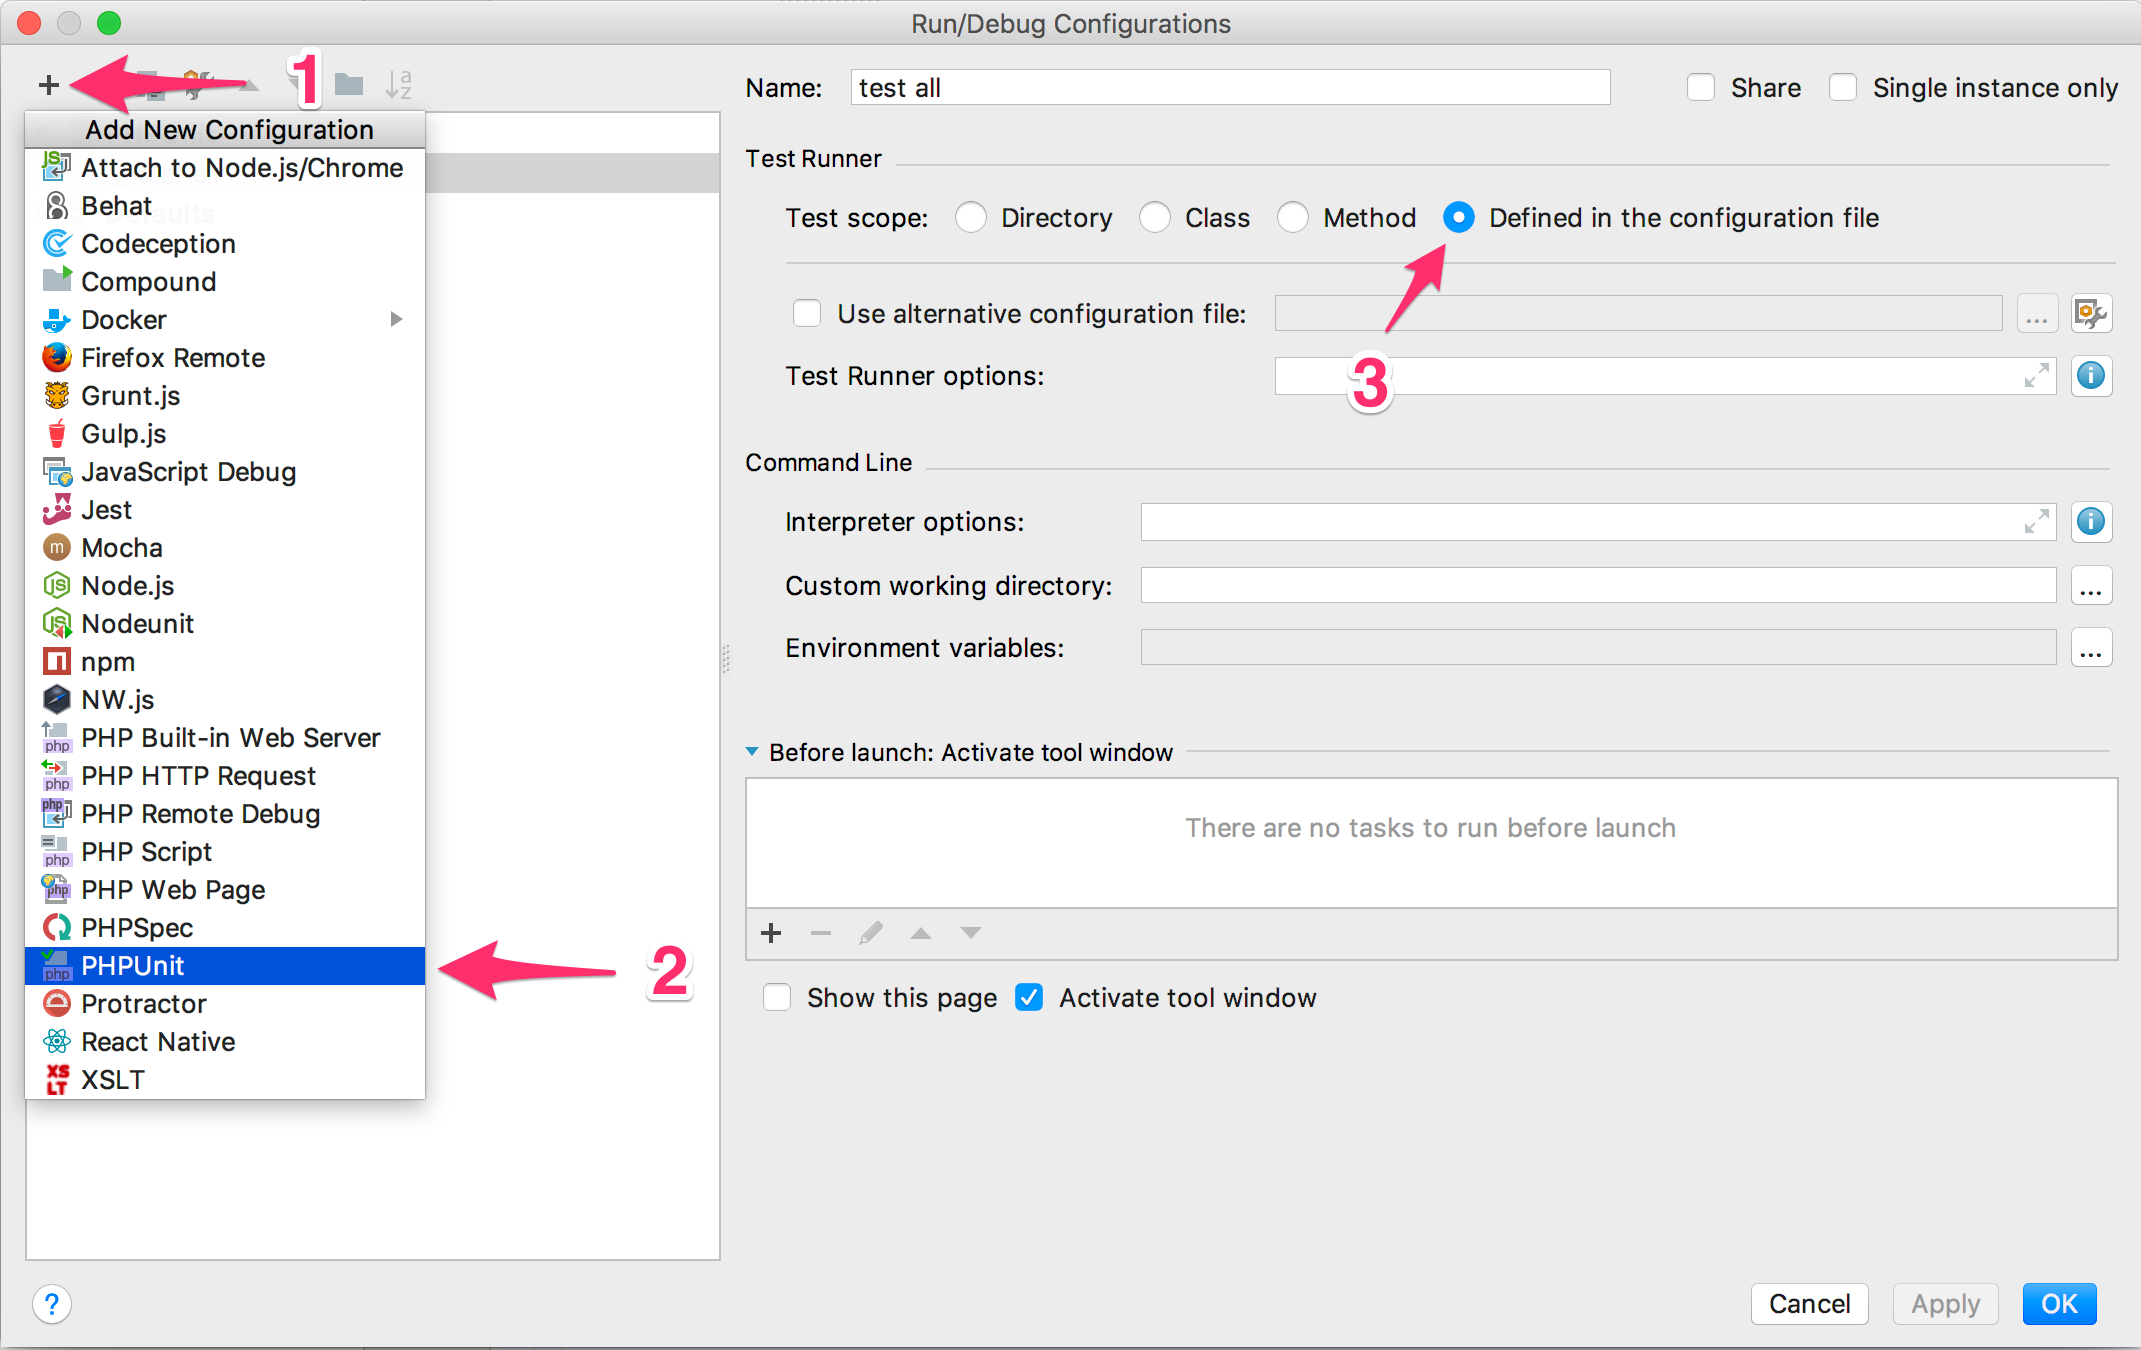 Run/Debug Configurations
1
Name: test all Share Single instance only
Add New Configuration
Attach to Node.js/Chrome
Behat
Codeception
Compound
Docker
Firefox Remote
Grunt.js
Gulp.js
JavaScript Debug
Jest
Mocha
Node.js
Nodeunit
npm
NW.js
PHP Built-in Web Server
PHP HTTP Request
PHP Remote Debug
PHP Script
PHP Web Page
PHPSpec
PHPUnit
Protractor
React Native
XSLT
2
Test Runner
Test scope: Directory Class Method Defined in the configuration file
Use alternative configuration file: ...
3
Test Runner options:
Command Line
Interpreter options:
Custom working directory: ...
Environment variables: ...
Before launch: Activate tool window
There are no tasks to run before launch
Show this page Activate tool window
? Cancel Apply OK